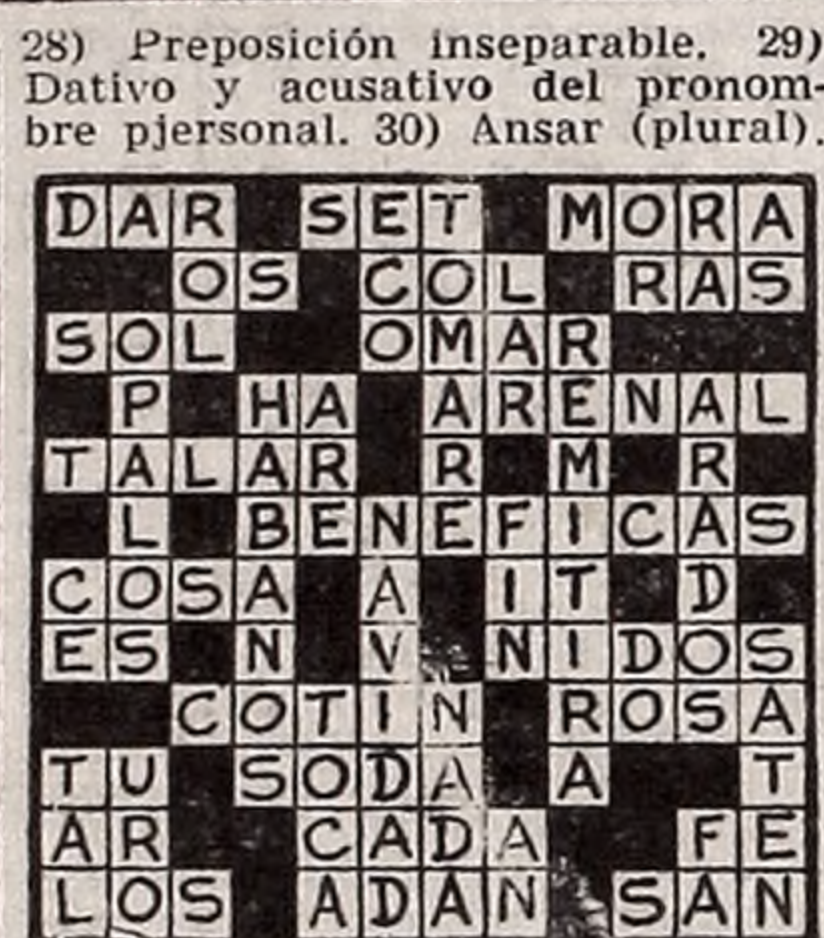 28) Preposición inseparable. 29)
Dativo y acusativo del pronom-
bre pjersonal. 30) Ansar (plural).
DAR SET MORA
OS COL RAS
SOL OMAR
P HA ARENAL
TALAR R M R
L BENEFICAS
COSA A IT D
ES N V NIDOS
COTIN ROSA
TU SODA A T
AR CADA FE
LOS ADAN SAN